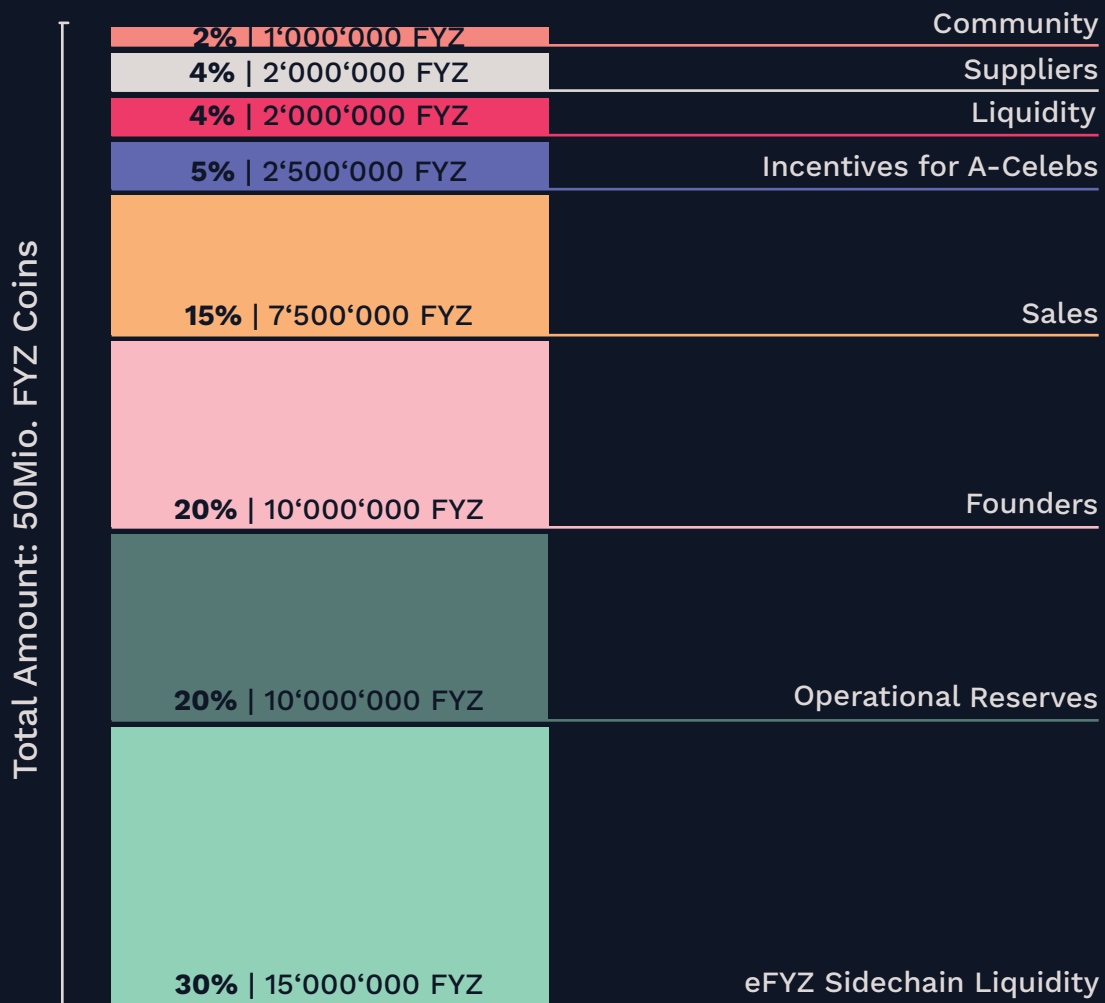 Community
2% | 1‘000‘000 FYZ
Suppliers
4% | 2‘000‘000 FYZ
Liquidity
4% | 2‘000‘000 FYZ
Incentives for A-Celebs
5% | 2‘500‘000 FYZ
Sales
15% | 7‘500‘000 FYZ
Founders
20% | 10‘000‘000 FYZ
Operational Reserves
20% | 10‘000‘000 FYZ
eFYZ Sidechain Liquidity
30% | 15‘000‘000 FYZ
Total Amount: 50Mio. FYZ Coins